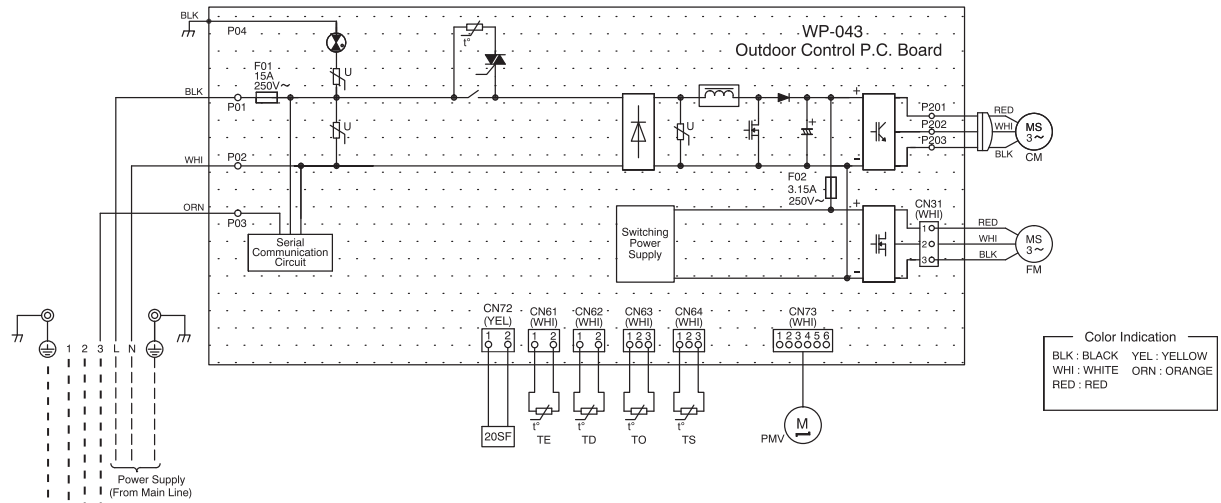 BLK
P04
WP-043
Outdoor Control P.C. Board
t°
U
F01
15A
250V～
BLK
P01
U
U
+
P201
RED
P202
WHI
MS
3～
P203
BLK
CM
WHI
P02
-
F02
3.15A
250V～
ORN
P03
Serial
Communication
Circuit
Switching
Power
Supply
+
-
CN31
(WHI)
1
RED
2
WHI
3
BLK
MS
3～
FM
CN72
(YEL)
1 2
CN61
(WHI)
1 2
CN62
(WHI)
1 2
CN63
(WHI)
1 2 3
CN64
(WHI)
1 2 3
CN73
(WHI)
1 2 3 4 5 6
1 2 3 L N
20SF
t°
TE
t°
TD
t°
TO
t°
TS
PMV
M
Power Supply
(From Main Line)
Color Indication
BLK : BLACK YEL : YELLOW
WHI : WHITE ORN : ORANGE
RED : RED